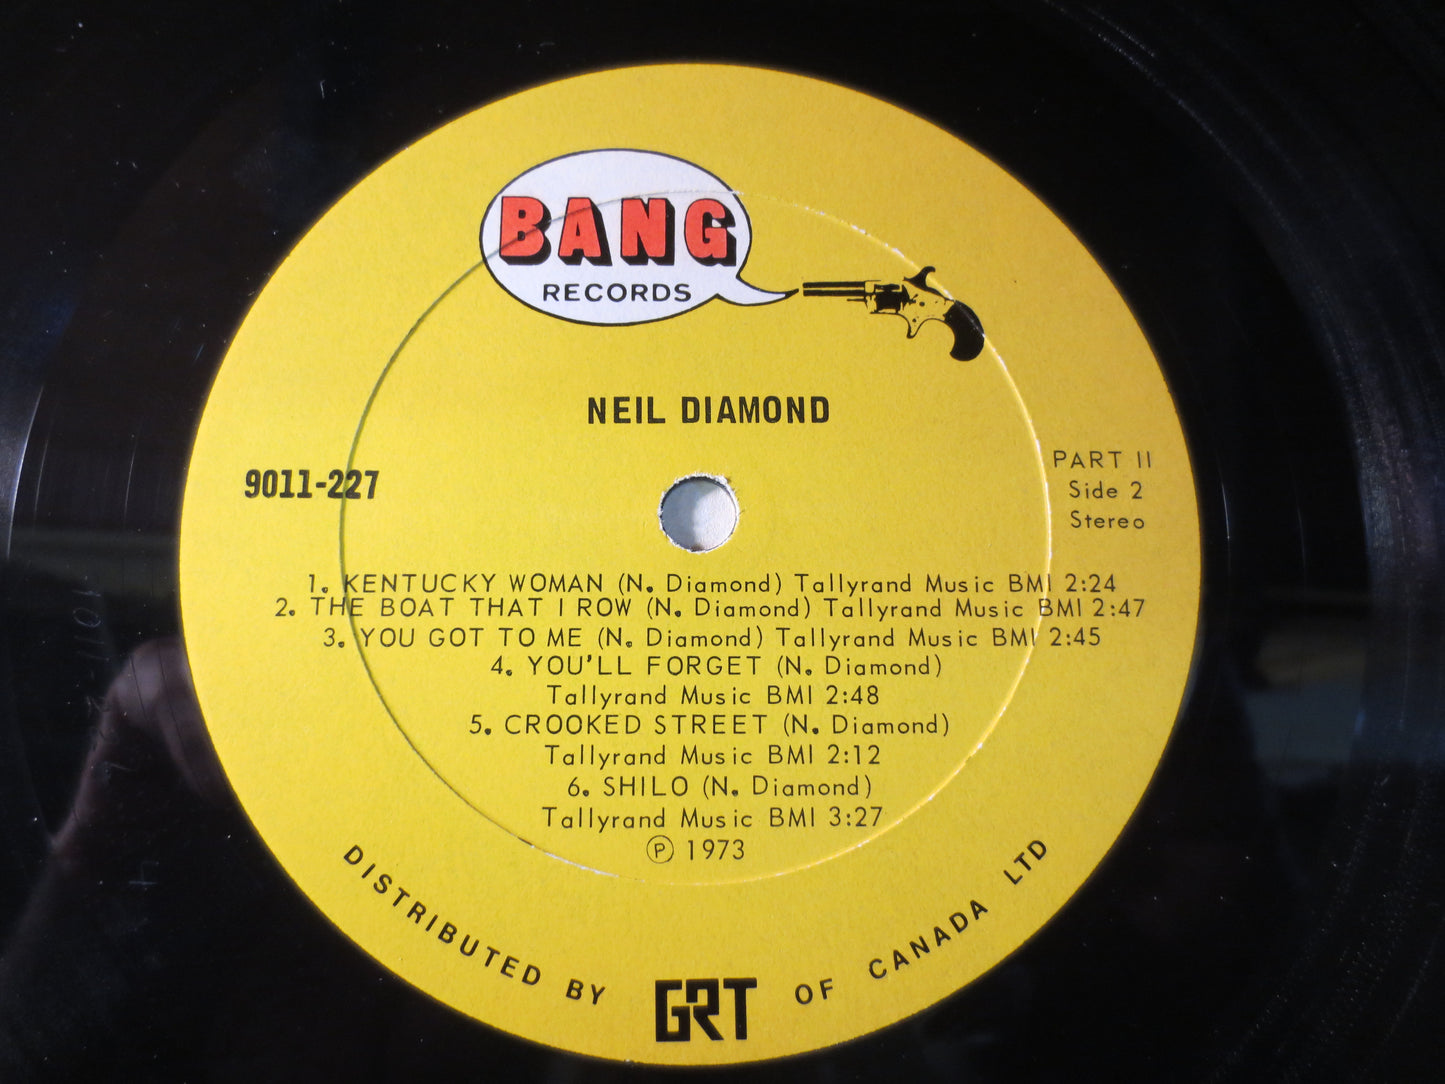 BANG
RECORDS
NEIL DIAMOND
9011-227
PART II
Side 2
Stereo
1. KENTUCKY WOMAN (N. Diamond) Tallyrand Music BMI 2:24
2. THE BOAT THAT I ROW (N. Diamond) Tallyrand Music BMI 2:47
3. YOU GOT TO ME (N. Diamond) Tallyrand Music BMI 2:45
4. YOU'LL FORGET (N. Diamond)
Tallyrand Music BMI 2:48
5. CROOKED STREET (N. Diamond)
Tallyrand Music BMI 2:12
6. SHILO (N. Diamond)
Tallyrand Music BMI 3:27
Ⓟ 1973
DISTRIBUTED BY GRT OF CANADA LTD